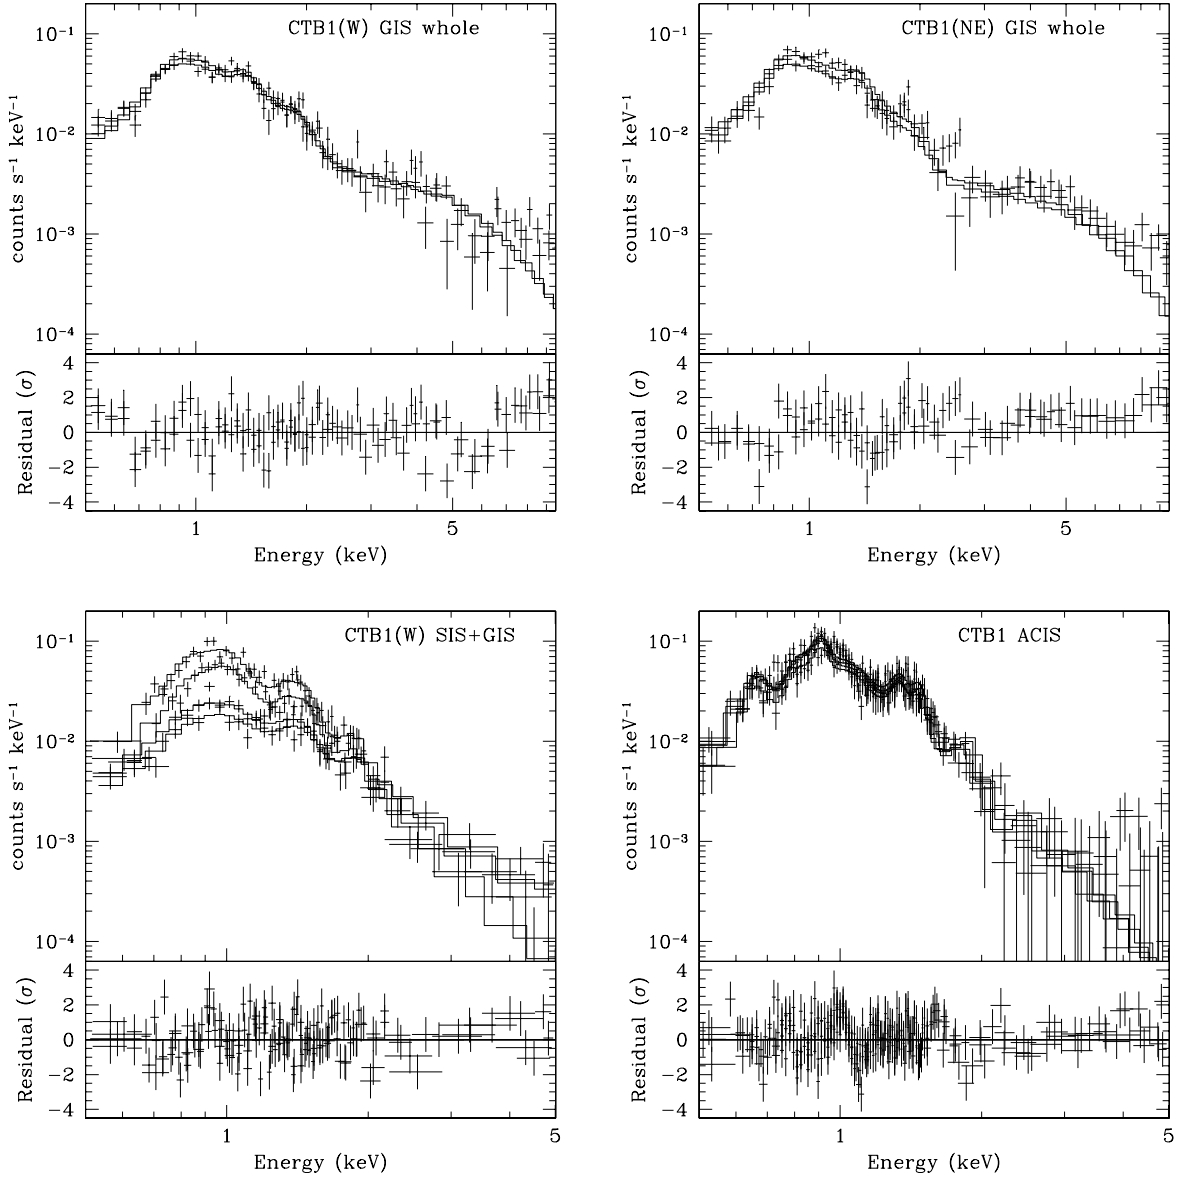 CTB1(W) GIS whole
10⁻¹
10⁻²
10⁻³
10⁻⁴
counts s⁻¹ keV⁻¹
4
2
0
−2
−4
Residual (σ)
1
5
Energy (keV)
CTB1(NE) GIS whole
10⁻¹
10⁻²
10⁻³
10⁻⁴
counts s⁻¹ keV⁻¹
4
2
0
−2
−4
Residual (σ)
1
5
Energy (keV)
CTB1(W) SIS+GIS
10⁻¹
10⁻²
10⁻³
10⁻⁴
counts s⁻¹ keV⁻¹
4
2
0
−2
−4
Residual (σ)
1
5
Energy (keV)
CTB1 ACIS
10⁻¹
10⁻²
10⁻³
10⁻⁴
counts s⁻¹ keV⁻¹
4
2
0
−2
−4
Residual (σ)
1
5
Energy (keV)